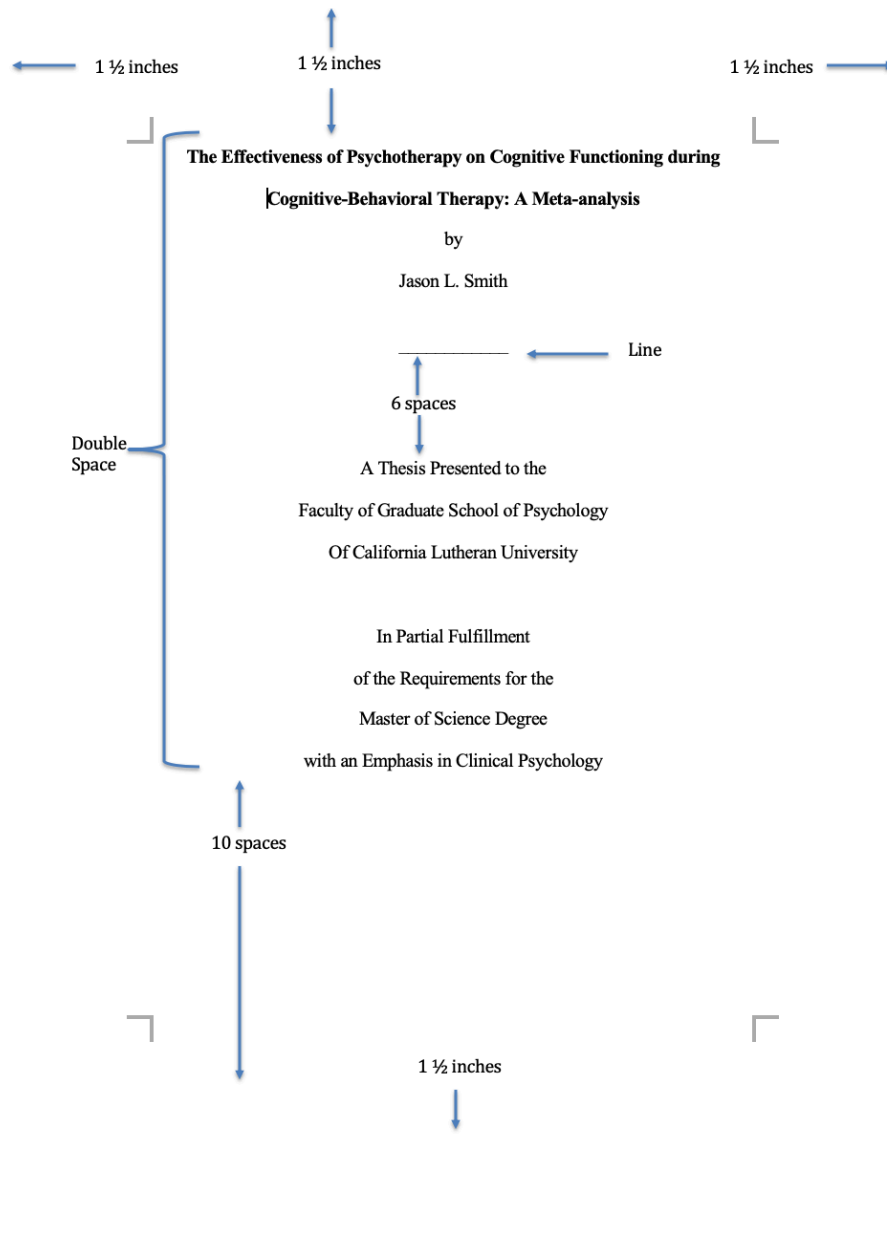 1 ½ inches
1 ½ inches
1 ½ inches
The Effectiveness of Psychotherapy on Cognitive Functioning during
Cognitive-Behavioral Therapy: A Meta-analysis
by
Jason L. Smith
____________
Line
6 spaces
Double
Space
A Thesis Presented to the
Faculty of Graduate School of Psychology
Of California Lutheran University
In Partial Fulfillment
of the Requirements for the
Master of Science Degree
with an Emphasis in Clinical Psychology
10 spaces
1 ½ inches